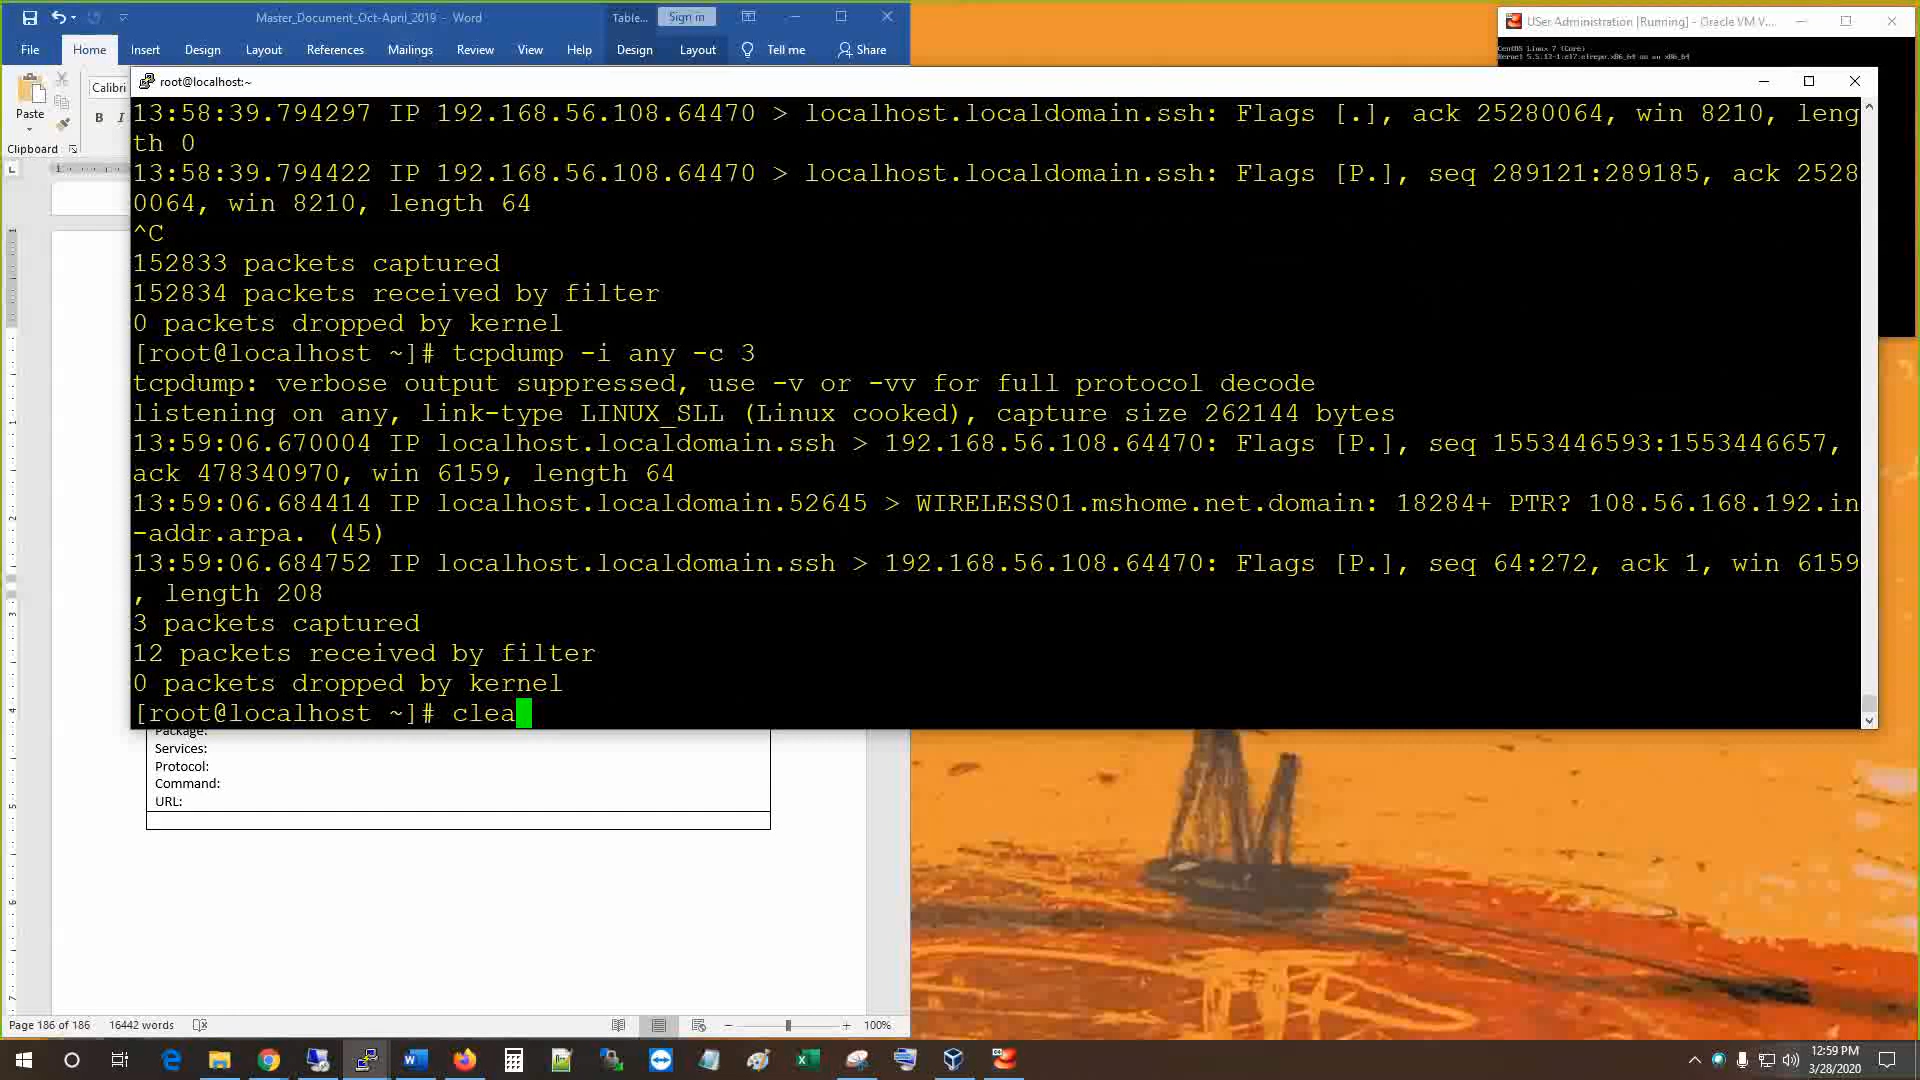 Master_Document_Oct-April_2019 - Word
Table...
Sign in
USer Administration [Running] - Oracle VM V...
File Home Insert Design Layout References Mailings Review View Help Design Layout Tell me Share
CentOS Linux 7 (Core)
Paste
Calibri
B I
Clipboard
root@localhost:~
13:58:39.794297 IP 192.168.56.108.64470 > localhost.localdomain.ssh: Flags [.], ack 25280064, win 8210, leng
th 0
13:58:39.794422 IP 192.168.56.108.64470 > localhost.localdomain.ssh: Flags [P.], seq 289121:289185, ack 2528
0064, win 8210, length 64
^C
152833 packets captured
152834 packets received by filter
0 packets dropped by kernel
[root@localhost ~]# tcpdump -i any -c 3
tcpdump: verbose output suppressed, use -v or -vv for full protocol decode
listening on any, link-type LINUX_SLL (Linux cooked), capture size 262144 bytes
13:59:06.670004 IP localhost.localdomain.ssh > 192.168.56.108.64470: Flags [P.], seq 1553446593:1553446657,
ack 478340970, win 6159, length 64
13:59:06.684414 IP localhost.localdomain.52645 > WIRELESS01.mshome.net.domain: 18284+ PTR? 108.56.168.192.in
-addr.arpa. (45)
13:59:06.684752 IP localhost.localdomain.ssh > 192.168.56.108.64470: Flags [P.], seq 64:272, ack 1, win 6159
, length 208
3 packets captured
12 packets received by filter
0 packets dropped by kernel
[root@localhost ~]# clea
Package:
Services:
Protocol:
Command:
URL:
Page 186 of 186 16442 words
100%
12:59 PM
3/28/2020